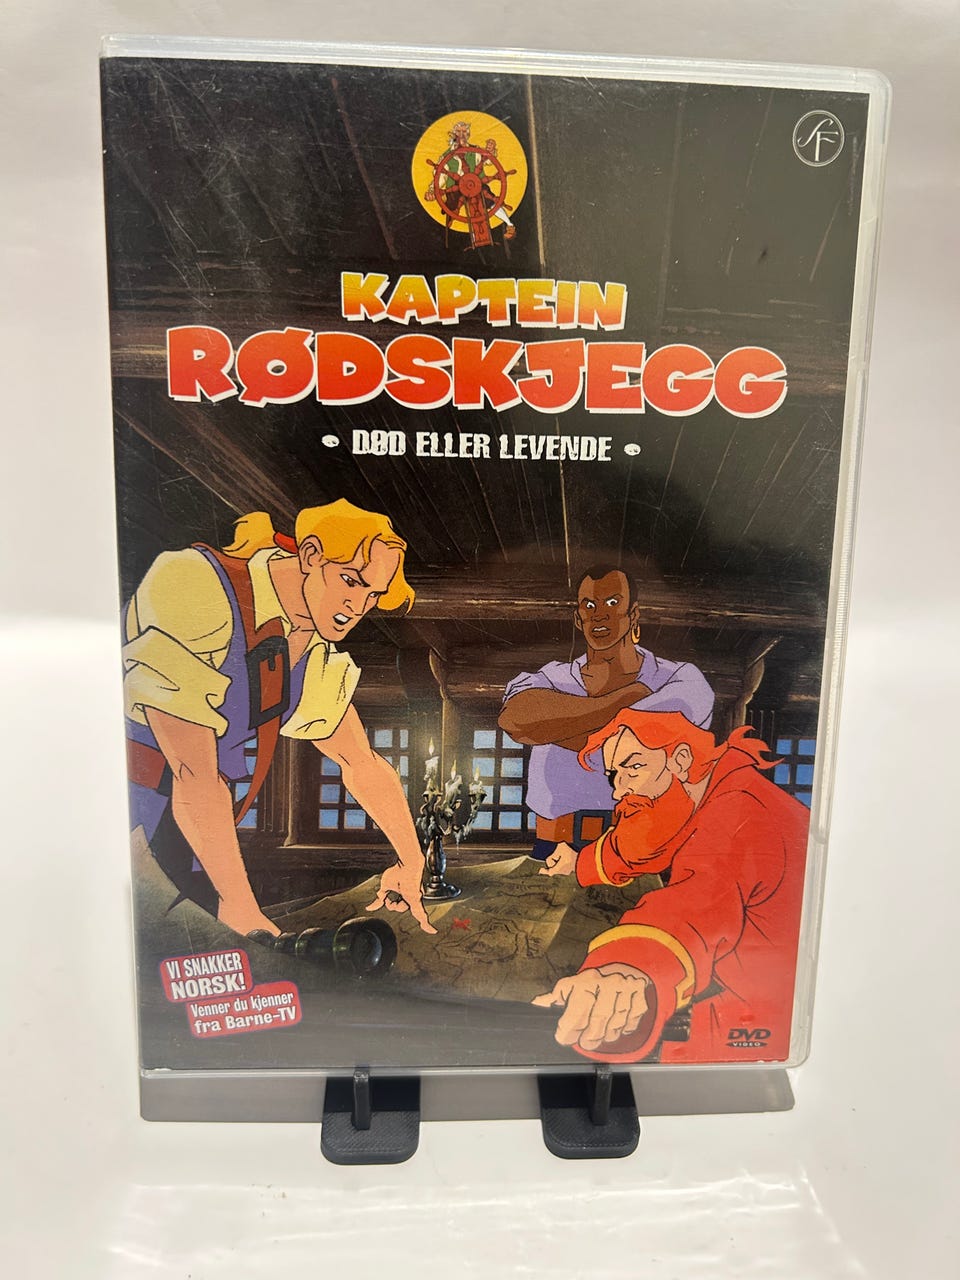 SF
KAPTEIN
RØDSKJEGG
• DØD ELLER LEVENDE •
VI SNAKKER
NORSK!
Venner du kjenner
fra Barne-TV
DVD
VIDEO